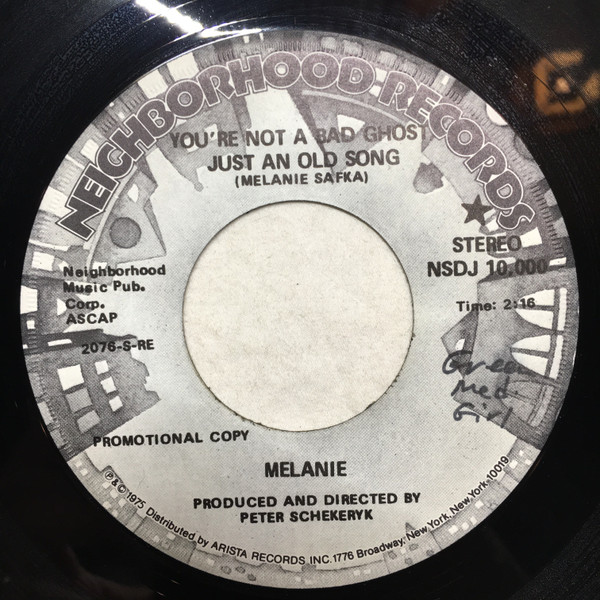 NEIGHBORHOOD RECORDS
YOU'RE NOT A BAD GHOST
JUST AN OLD SONG
(MELANIE SAFKA)
STEREO
NSDJ 10,000
Neighborhood
Music Pub.
Corp.
ASCAP
Time: 2:16
2076-S-RE
Med
Girl
PROMOTIONAL COPY
MELANIE
PRODUCED AND DIRECTED BY
PETER SCHEKERYK
℗&© 1975 Distributed by ARISTA RECORDS INC. 1776 Broadway, New York, New York 10019